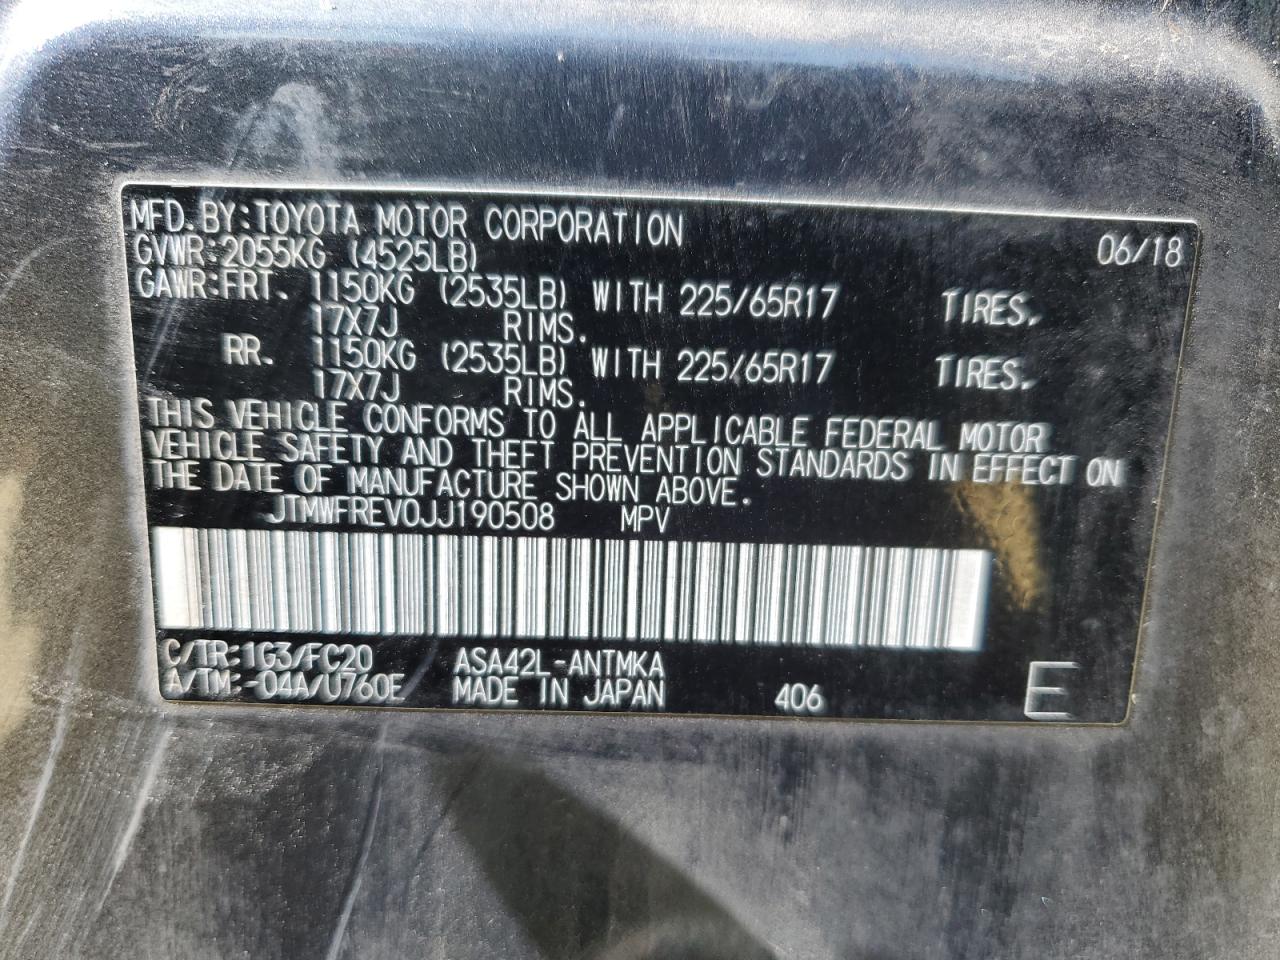 MFD. BY: TOYOTA MOTOR CORPORATION 06/18
GVWR: 2055KG (4525LB)
GAWR: FRT. 1150KG (2535LB) WITH 225/65R17 TIRES,
17X7J RIMS.
RR. 1150KG (2535LB) WITH 225/65R17 TIRES.
17X7J RIMS.
THIS VEHICLE CONFORMS TO ALL APPLICABLE FEDERAL MOTOR
VEHICLE SAFETY AND THEFT PREVENTION STANDARDS IN EFFECT ON
THE DATE OF MANUFACTURE SHOWN ABOVE.
JTMWFREV0JJ190508 MPV
C/TR: 1G3/FC20 ASA42L-ANTMKA
A/TM: -04A/U760E MADE IN JAPAN 406 E